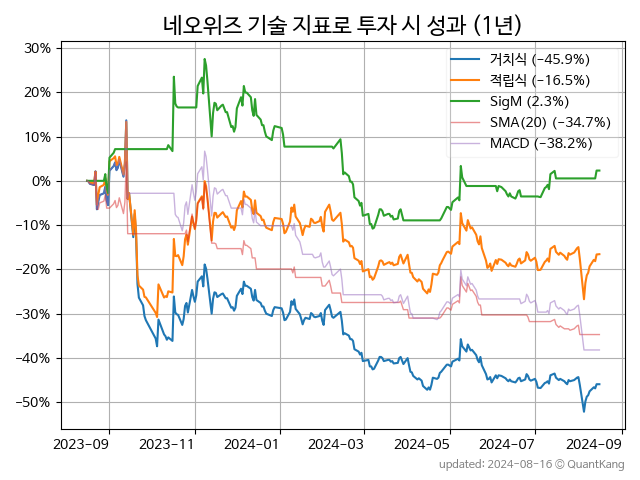 네오위즈 기술 지표로 투자 시 성과 (1년)
30%
20%
10%
0%
−10%
−20%
−30%
−40%
−50%
거치식 (−45.9%)
적립식 (−16.5%)
SigM (2.3%)
SMA(20) (−34.7%)
MACD (−38.2%)
2023−09 2023−11 2024−01 2024−03 2024−05 2024−07 2024−09
updated: 2024-08-16 © QuantKang